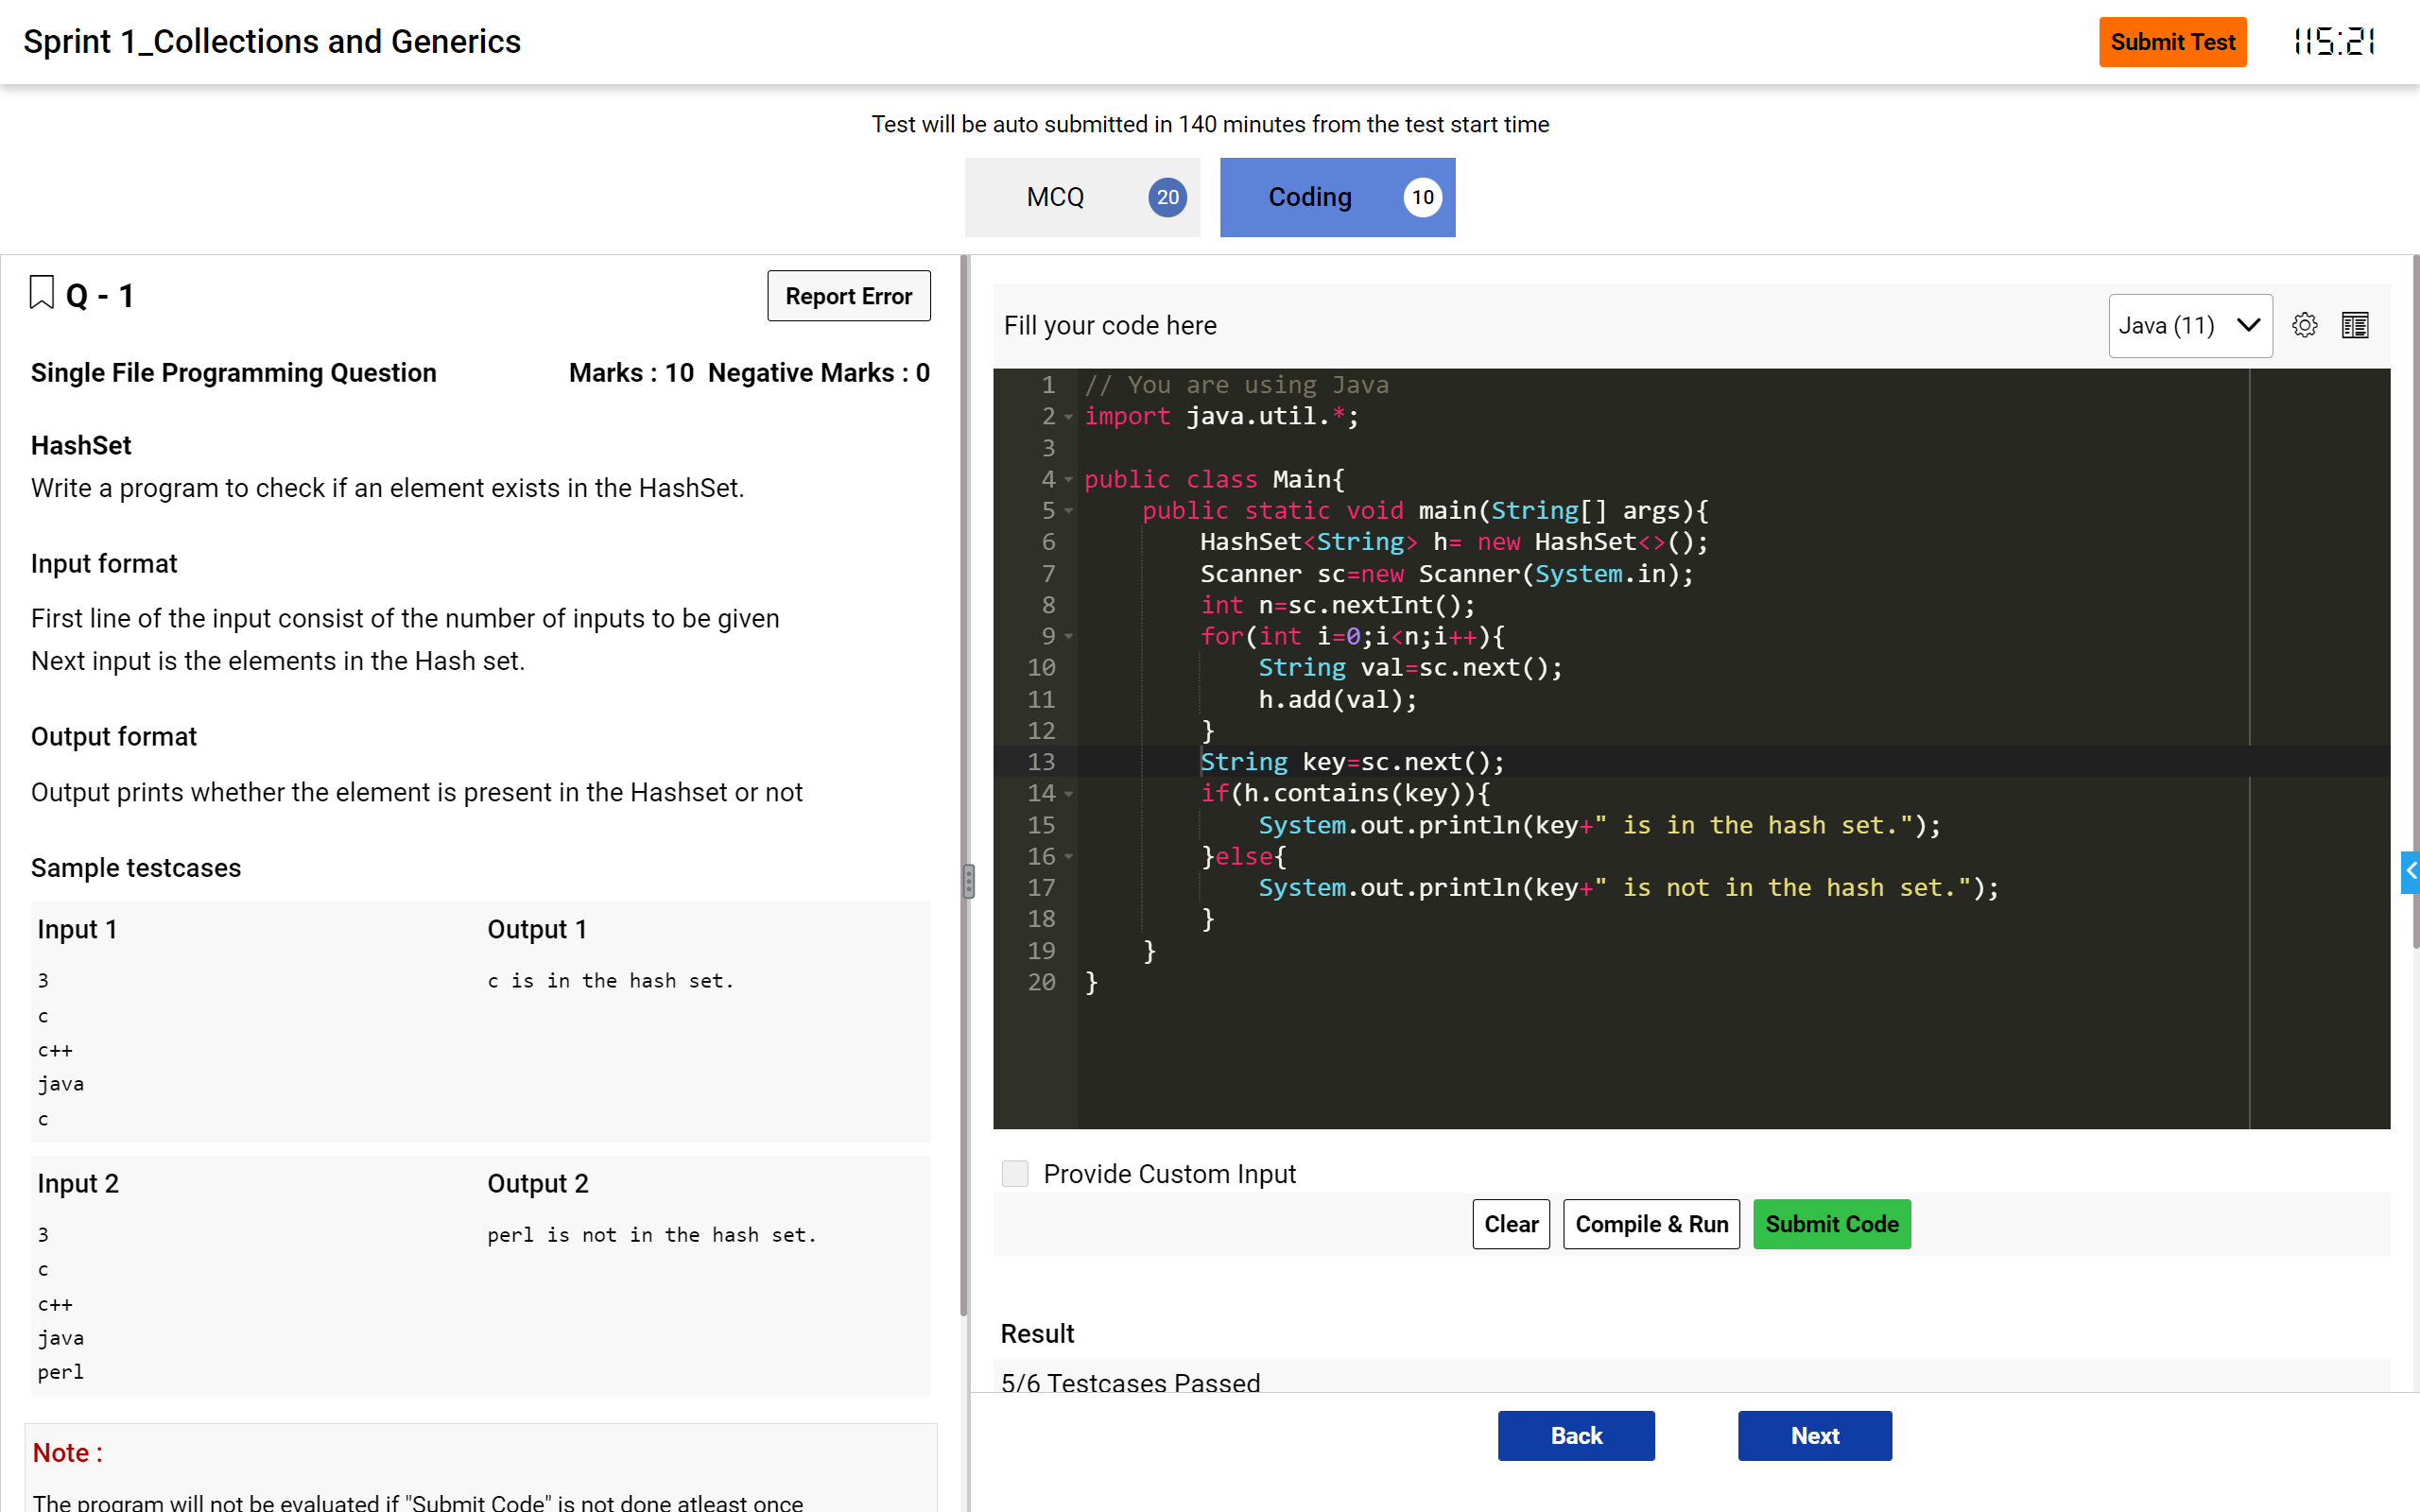 Sprint 1_Collections and Generics
Submit Test
115:21
Test will be auto submitted in 140 minutes from the test start time
MCQ 20
Coding 10
Q - 1
Report Error
Single File Programming Question
Marks : 10 Negative Marks : 0
HashSet
Write a program to check if an element exists in the HashSet.
Input format
First line of the input consist of the number of inputs to be given
Next input is the elements in the Hash set.
Output format
Output prints whether the element is present in the Hashset or not
Sample testcases
Input 1
3
c
c++
java
c
Output 1
c is in the hash set.
Input 2
3
c
c++
java
perl
Output 2
perl is not in the hash set.
Note :
The program will not be evaluated if "Submit Code" is not done atleast once
Fill your code here
Java (11)
1 // You are using Java
2 import java.util.*;
3
4 public class Main{
5     public static void main(String[] args){
6         HashSet<String> h= new HashSet<>();
7         Scanner sc=new Scanner(System.in);
8         int n=sc.nextInt();
9         for(int i=0;i<n;i++){
10             String val=sc.next();
11             h.add(val);
12         }
13         String key=sc.next();
14         if(h.contains(key)){
15             System.out.println(key+" is in the hash set.");
16         }else{
17             System.out.println(key+" is not in the hash set.");
18         }
19     }
20 }
Provide Custom Input
Clear
Compile & Run
Submit Code
Result
5/6 Testcases Passed
Back
Next